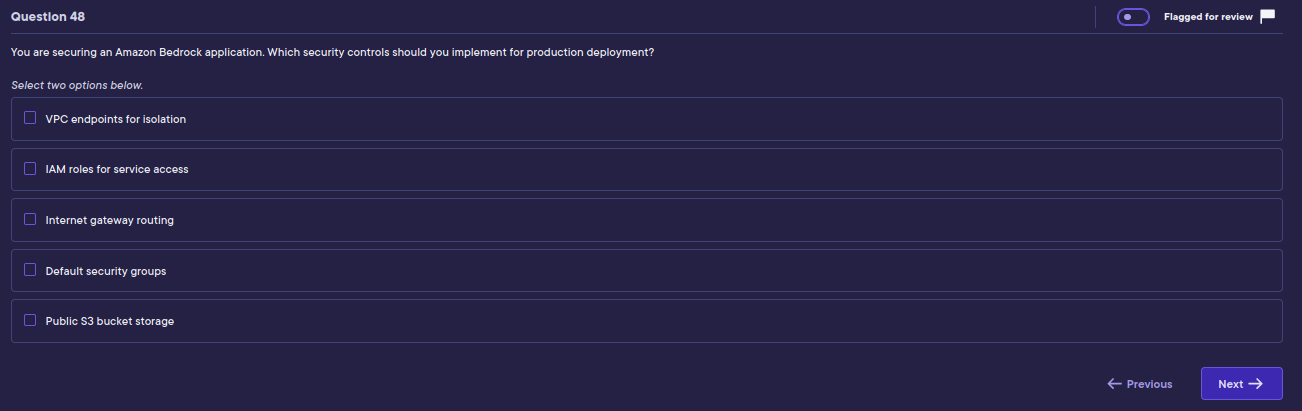 Question 48
Flagged for review
You are securing an Amazon Bedrock application. Which security controls should you implement for production deployment?
Select two options below.
VPC endpoints for isolation
IAM roles for service access
Internet gateway routing
Default security groups
Public S3 bucket storage
Previous
Next